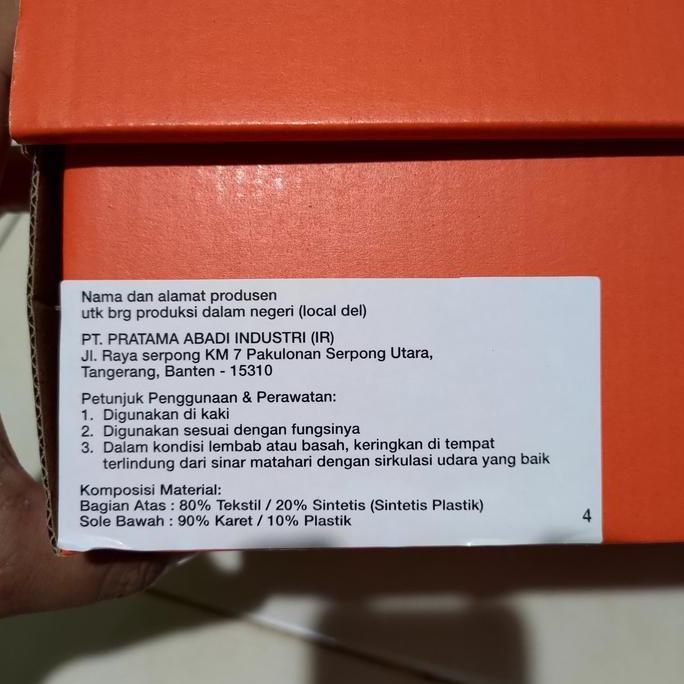 Nama dan alamat produsen
utk brg produksi dalam negeri (local del)
PT. PRATAMA ABADI INDUSTRI (IR)
Jl. Raya serpong KM 7 Pakulonan Serpong Utara,
Tangerang, Banten - 15310
Petunjuk Penggunaan & Perawatan:
1. Digunakan di kaki
2. Digunakan sesuai dengan fungsinya
3. Dalam kondisi lembab atau basah, keringkan di tempat
terlindung dari sinar matahari dengan sirkulasi udara yang baik
Komposisi Material:
Bagian Atas : 80% Tekstil / 20% Sintetis (Sintetis Plastik)
Sole Bawah : 90% Karet / 10% Plastik
4